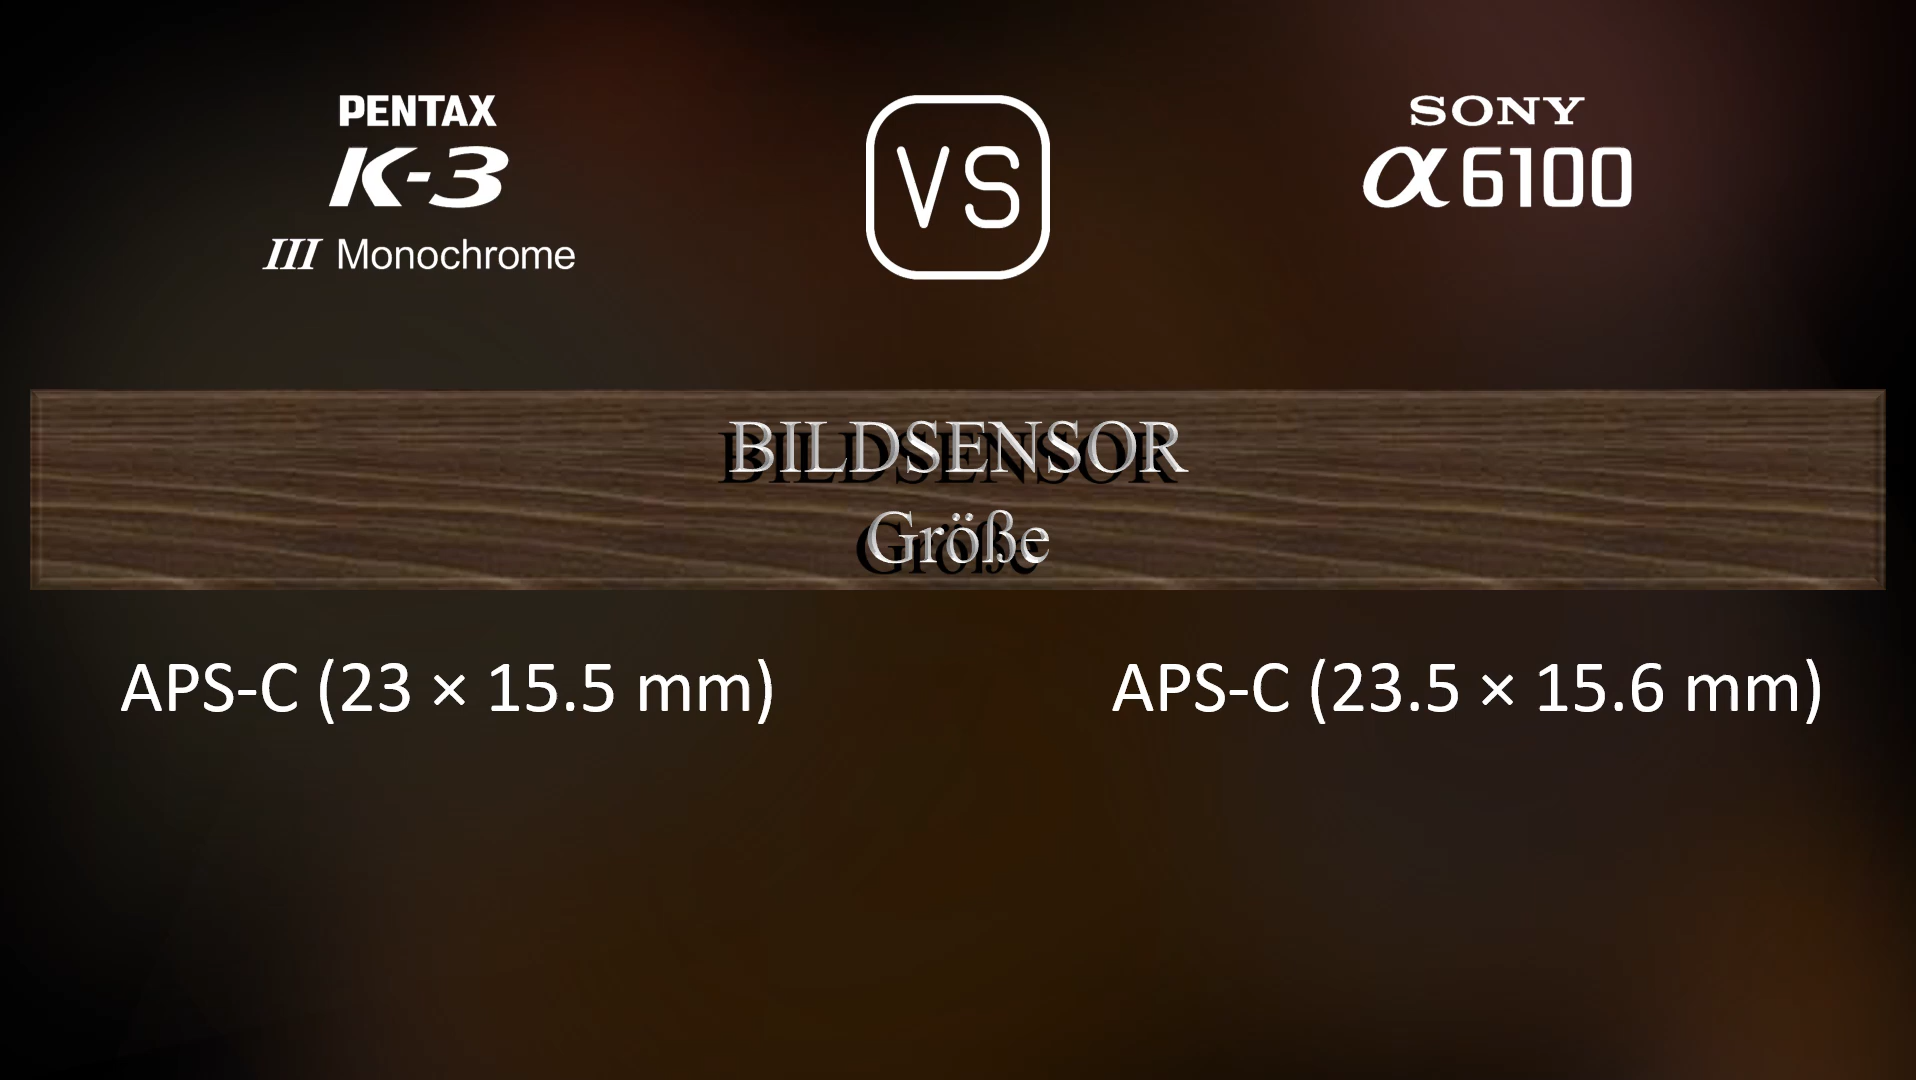 PENTAX
K-3
III Monochrome
VS
SONY
α6100
BILDSENSOR
Größe
APS-C (23 × 15.5 mm)
APS-C (23.5 × 15.6 mm)